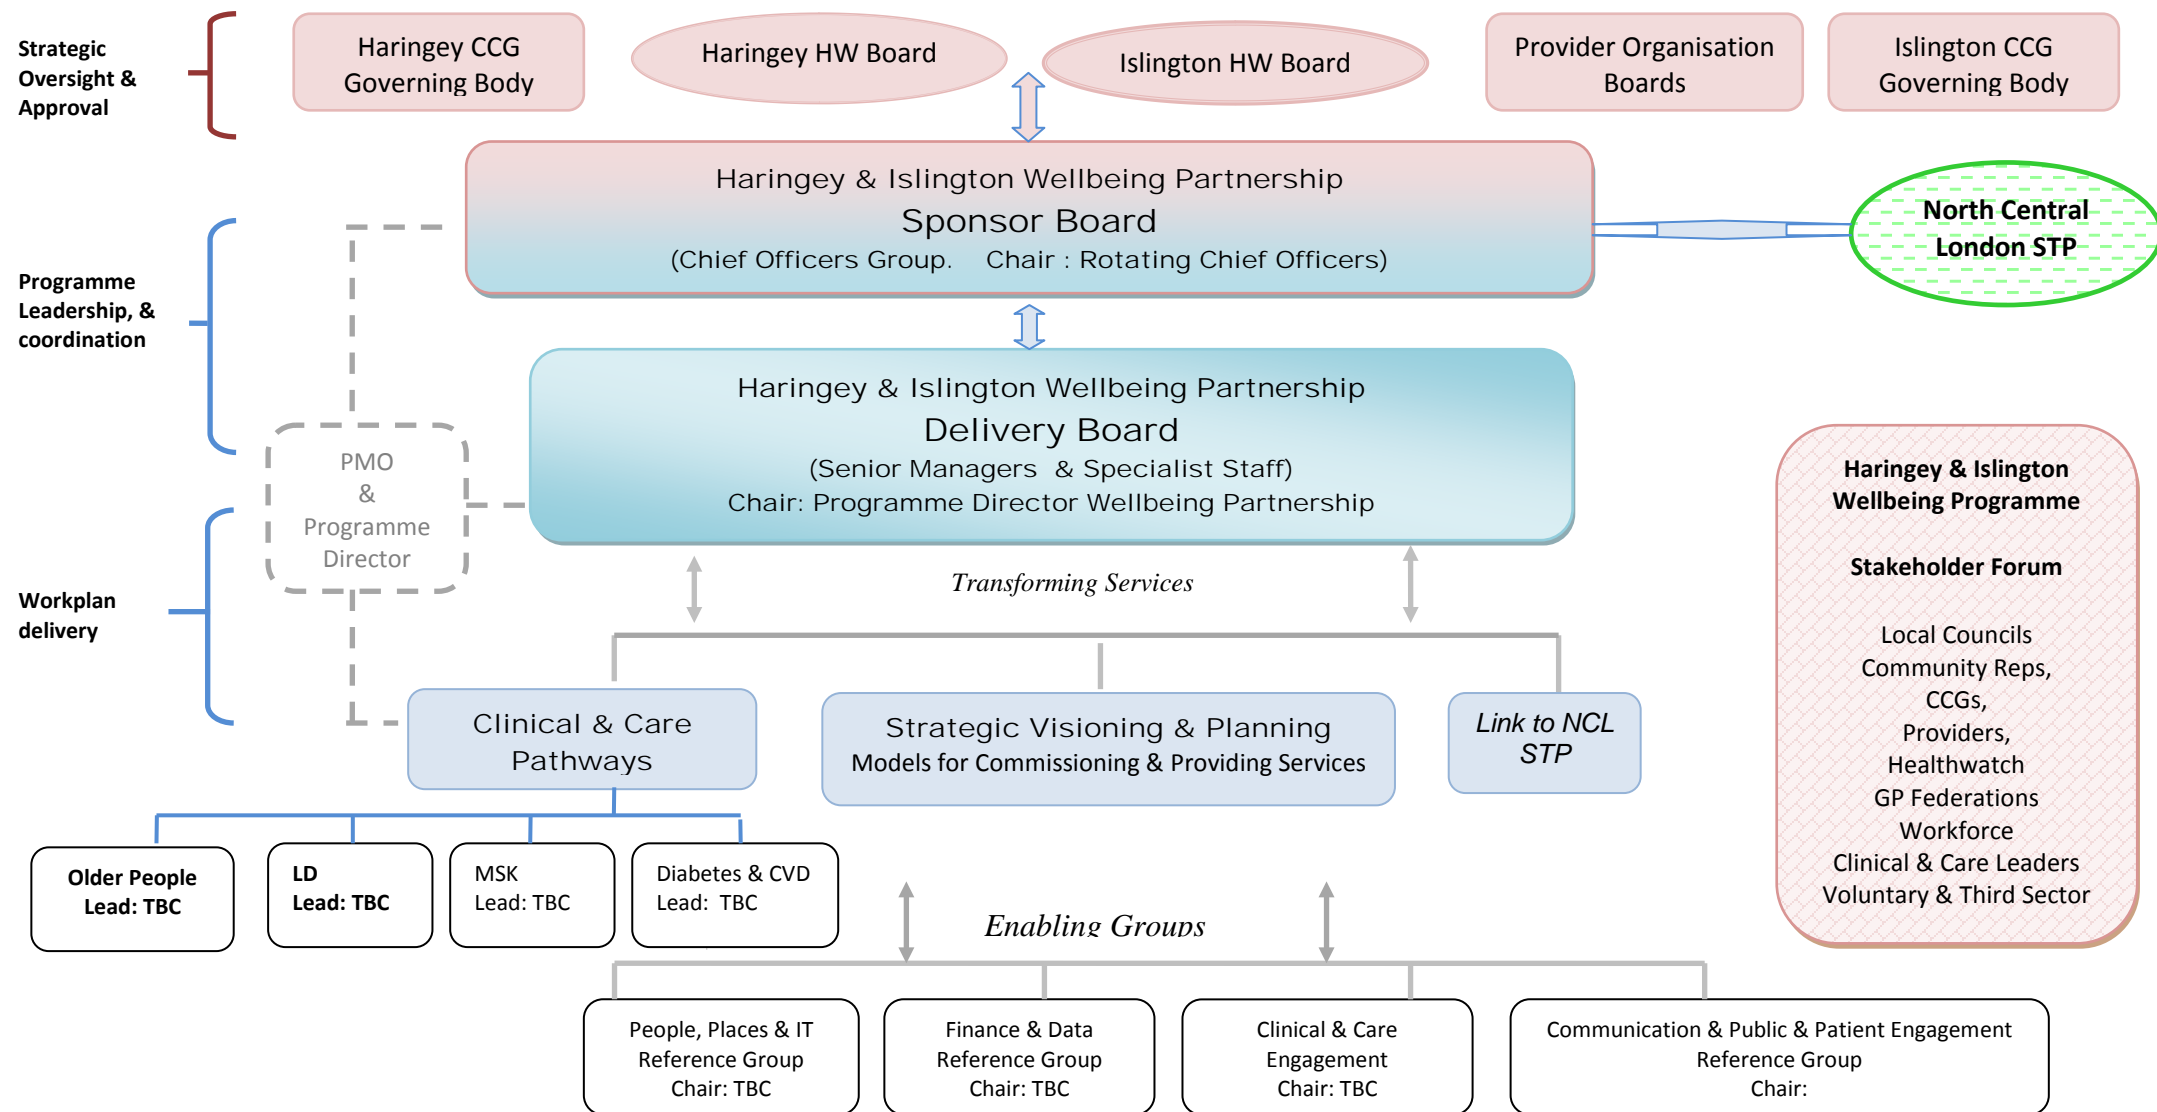 Strategic
Oversight &
Approval
Haringey CCG
Governing Body
Haringey HW Board
Islington HW Board
Provider Organisation
Boards
Islington CCG
Governing Body
Haringey & Islington Wellbeing Partnership
Sponsor Board
(Chief Officers Group. Chair : Rotating Chief Officers)
North Central
London STP
Programme
Leadership, &
coordination
Haringey & Islington Wellbeing Partnership
Delivery Board
(Senior Managers & Specialist Staff)
Chair: Programme Director Wellbeing Partnership
PMO
&
Programme
Director
Haringey & Islington
Wellbeing Programme
Stakeholder Forum
Local Councils
Community Reps,
CCGs,
Providers,
Healthwatch
GP Federations
Workforce
Clinical & Care Leaders
Voluntary & Third Sector
Workplan
delivery
Transforming Services
Clinical & Care
Pathways
Strategic Visioning & Planning
Models for Commissioning & Providing Services
Link to NCL
STP
Older People
Lead: TBC
LD
Lead: TBC
MSK
Lead: TBC
Diabetes & CVD
Lead: TBC
Enabling Groups
People, Places & IT
Reference Group
Chair: TBC
Finance & Data
Reference Group
Chair: TBC
Clinical & Care
Engagement
Chair: TBC
Communication & Public & Patient Engagement
Reference Group
Chair: